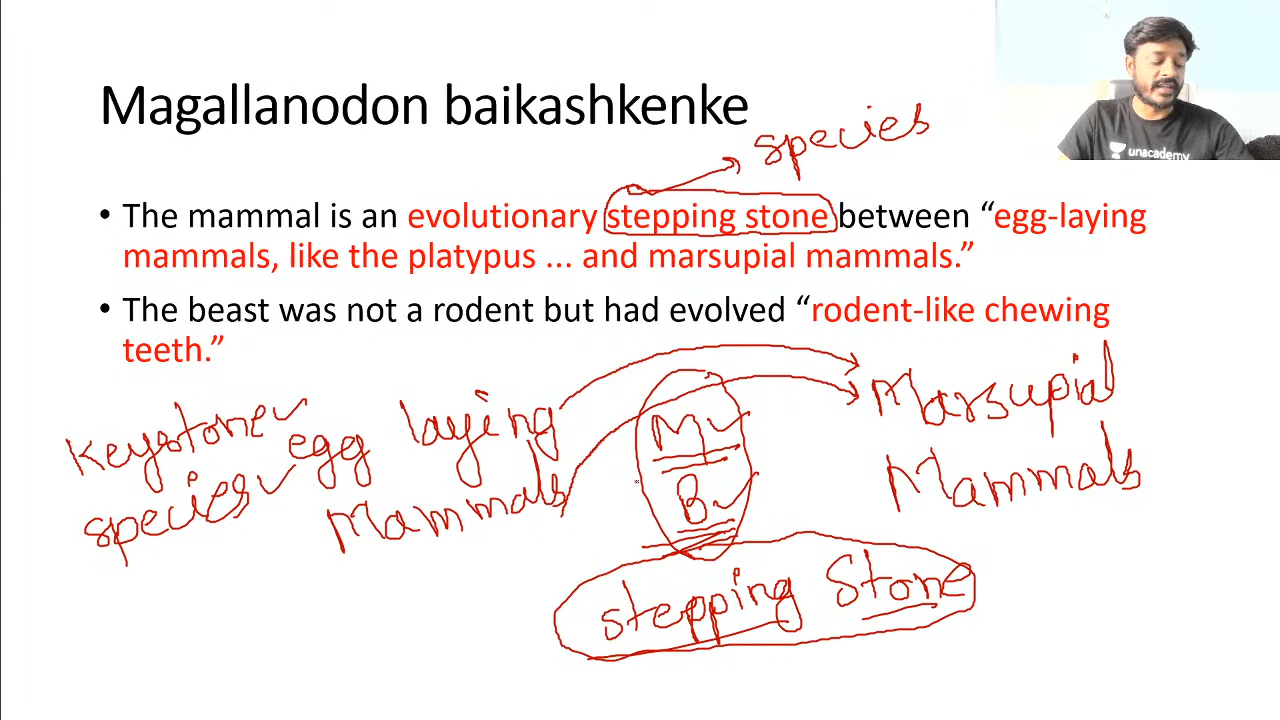 Magallanodon baikashkenke
species
unacademy
• The mammal is an evolutionary stepping stone between “egg-laying
mammals, like the platypus ... and marsupial mammals.”
• The beast was not a rodent but had evolved “rodent-like chewing
teeth.”
Keystone egg laying M Marsupial
species Mammals B Mammals
stepping Stone